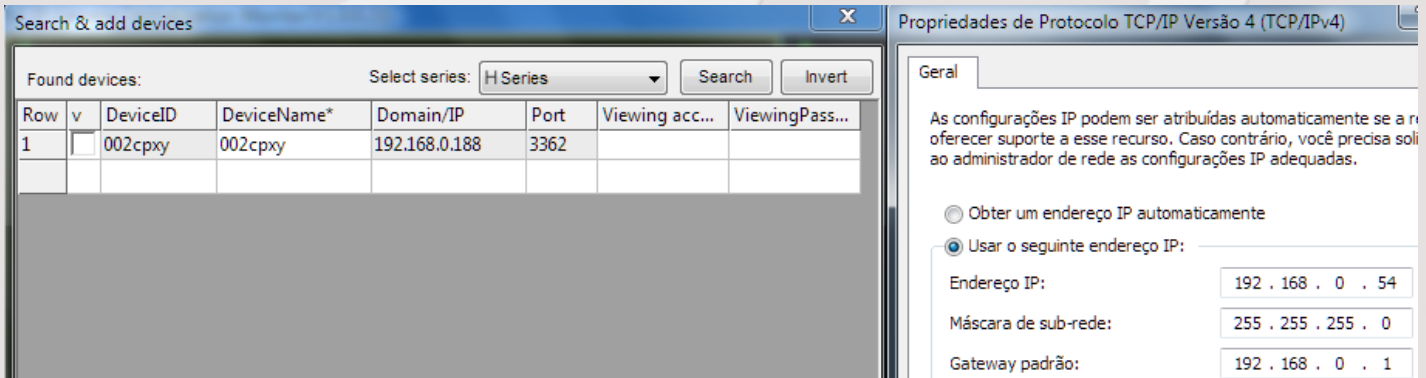 Search & add devices
X
Found devices:
Select series: H Series
Search
Invert
Row v DeviceID DeviceName* Domain/IP Port Viewing acc... ViewingPass...
1 002cpxy 002cpxy 192.168.0.188 3362
Propriedades de Protocolo TCP/IP Versão 4 (TCP/IPv4)
Geral
As configurações IP podem ser atribuídas automaticamente se a
oferecer suporte a esse recurso. Caso contrário, você precisa
ao administrador de rede as configurações IP adequadas.
Obter um endereço IP automaticamente
Usar o seguinte endereço IP:
Endereço IP: 192 . 168 . 0 . 54
Máscara de sub-rede: 255 . 255 . 255 . 0
Gateway padrão: 192 . 168 . 0 . 1